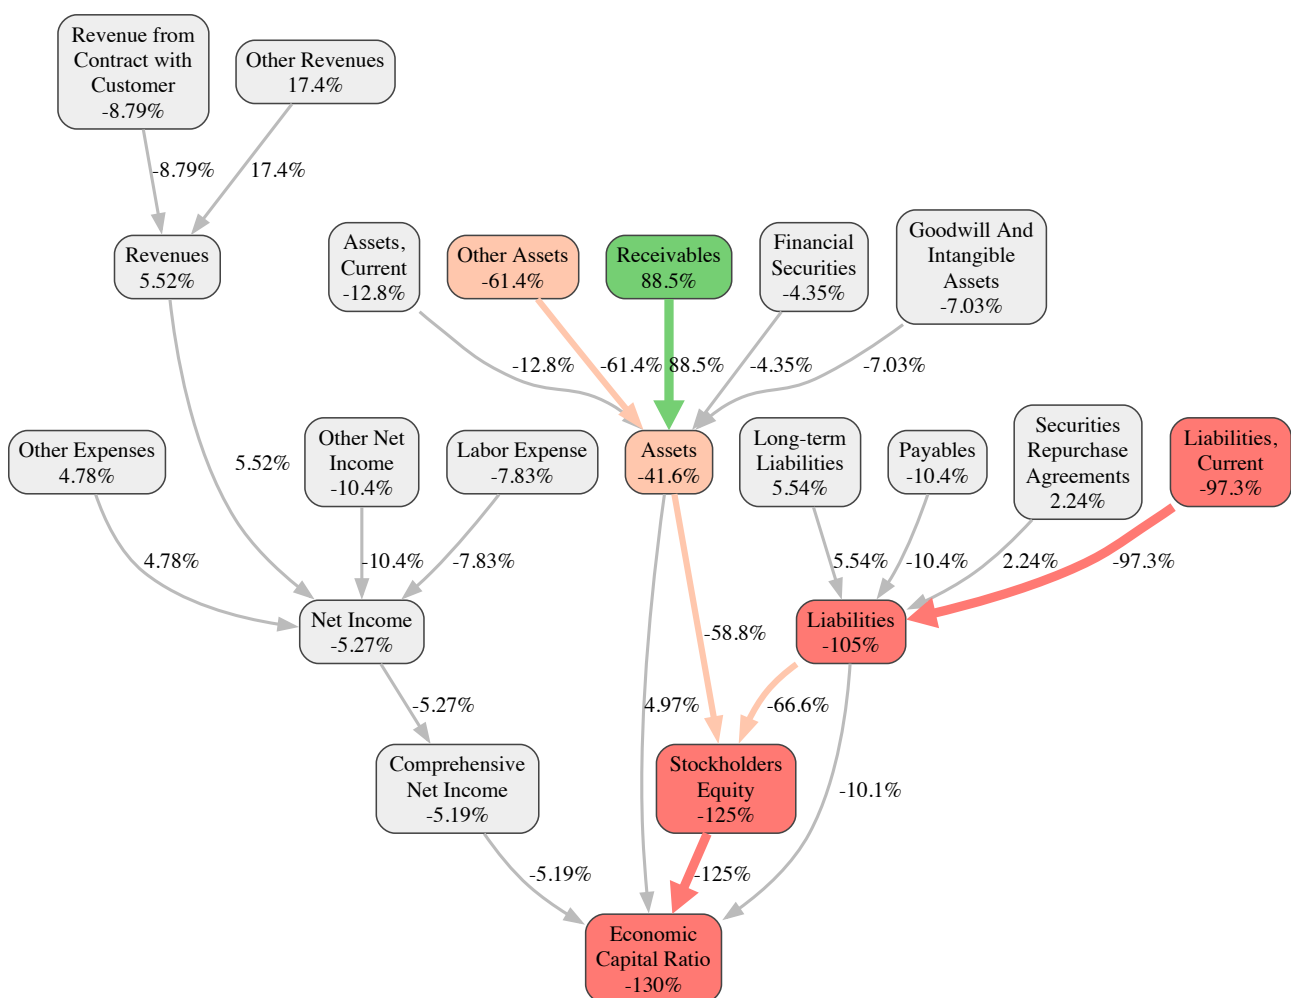 Revenue from
Contract with
Customer
-8.79%
Other Revenues
17.4%
-8.79%
17.4%
Revenues
5.52%
Assets,
Current
-12.8%
Other Assets
-61.4%
Receivables
88.5%
Financial
Securities
-4.35%
Goodwill And
Intangible
Assets
-7.03%
-12.8%
-61.4%
88.5%
-4.35%
-7.03%
Other Expenses
4.78%
5.52%
Other Net
Income
-10.4%
Labor Expense
-7.83%
Assets
-41.6%
Long-term
Liabilities
5.54%
Payables
-10.4%
Securities
Repurchase
Agreements
2.24%
Liabilities,
Current
-97.3%
4.78%
-10.4%
-7.83%
5.54%
-10.4%
2.24%
-97.3%
Net Income
-5.27%
-58.8%
Liabilities
-105%
-5.27%
4.97%
-66.6%
Comprehensive
Net Income
-5.19%
Stockholders
Equity
-125%
-10.1%
-5.19%
-125%
Economic
Capital Ratio
-130%